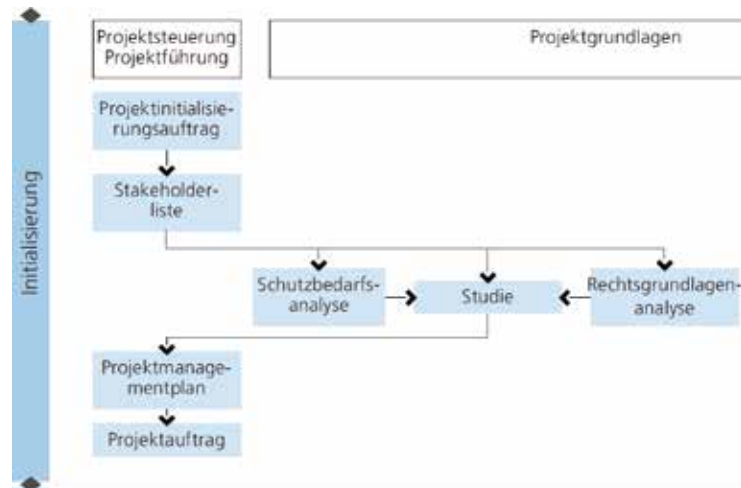 Initialisierung
Projektsteuerung
Projektführung
Projektgrundlagen
Projektinitialisie-
rungsauftrag
Stakeholder-
liste
Schutzbedarfs-
analyse
Studie
Rechtsgrundlagen-
analyse
Projektmanage-
mentplan
Projektauftrag